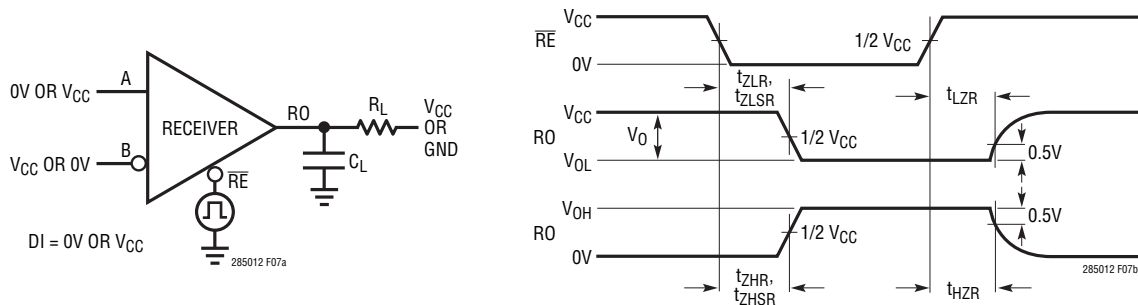 0V OR VCC
A
RECEIVER
RO
RL
VCC
OR
GND
CL
VCC OR 0V
B
RE
DI = 0V OR VCC
285012 F07a
VCC
RE
0V
1/2 VCC
tZLR,
tZLSR
tLZR
VCC
RO
VO
VOL
1/2 VCC
0.5V
VOH
RO
0V
1/2 VCC
0.5V
tZHR,
tZHSR
tHZR
285012 F07b